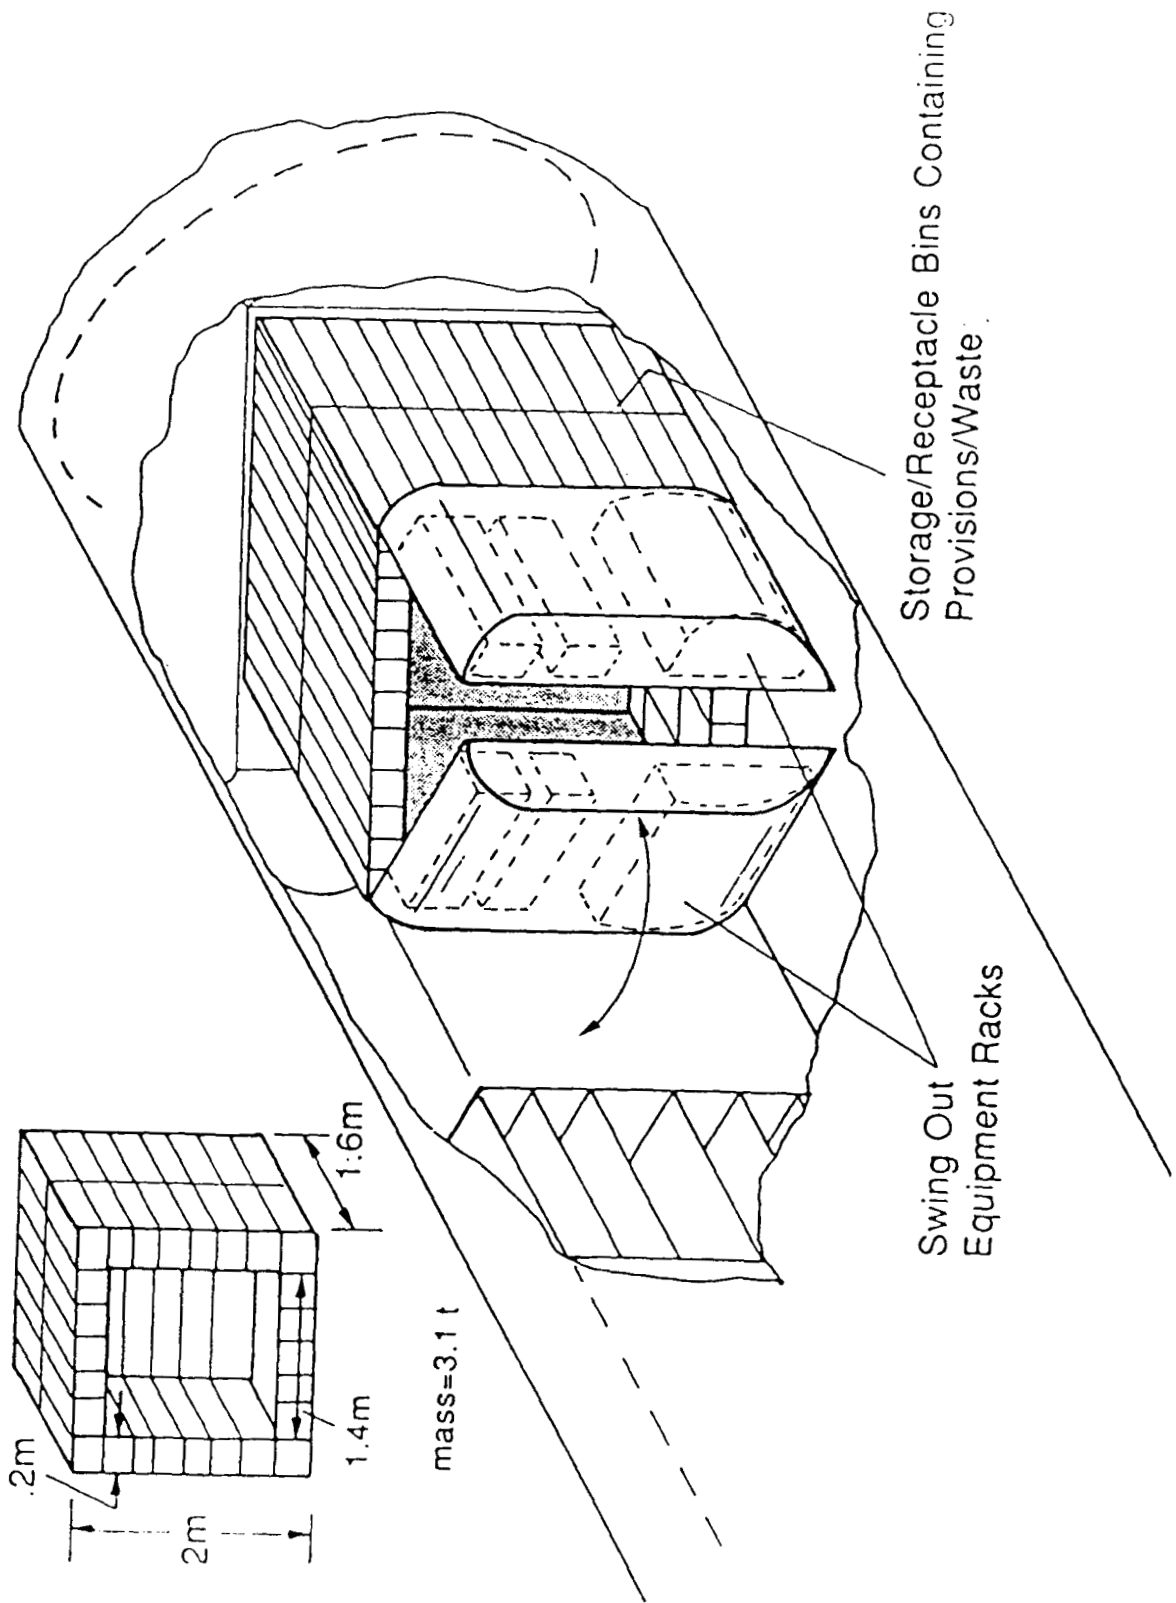 .2m
2m
1.4m
1:6m
mass=3.1 t
Swing Out
Equipment Racks
Storage/Receptacle Bins Containing
Provisions/Waste